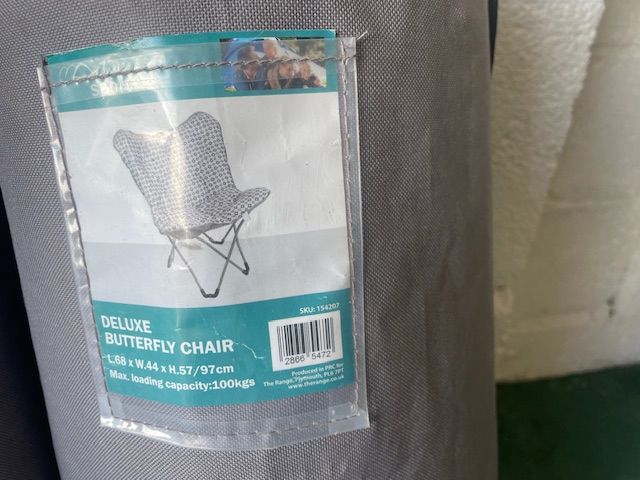 DELUXE
BUTTERFLY CHAIR
L.68 x W.44 x H.57/97cm
Max. loading capacity:100kgs
SKU: 154207
2866 5472
Produced in PRC for
The Range, Plymouth, PL6 7PT
www.therange.co.uk